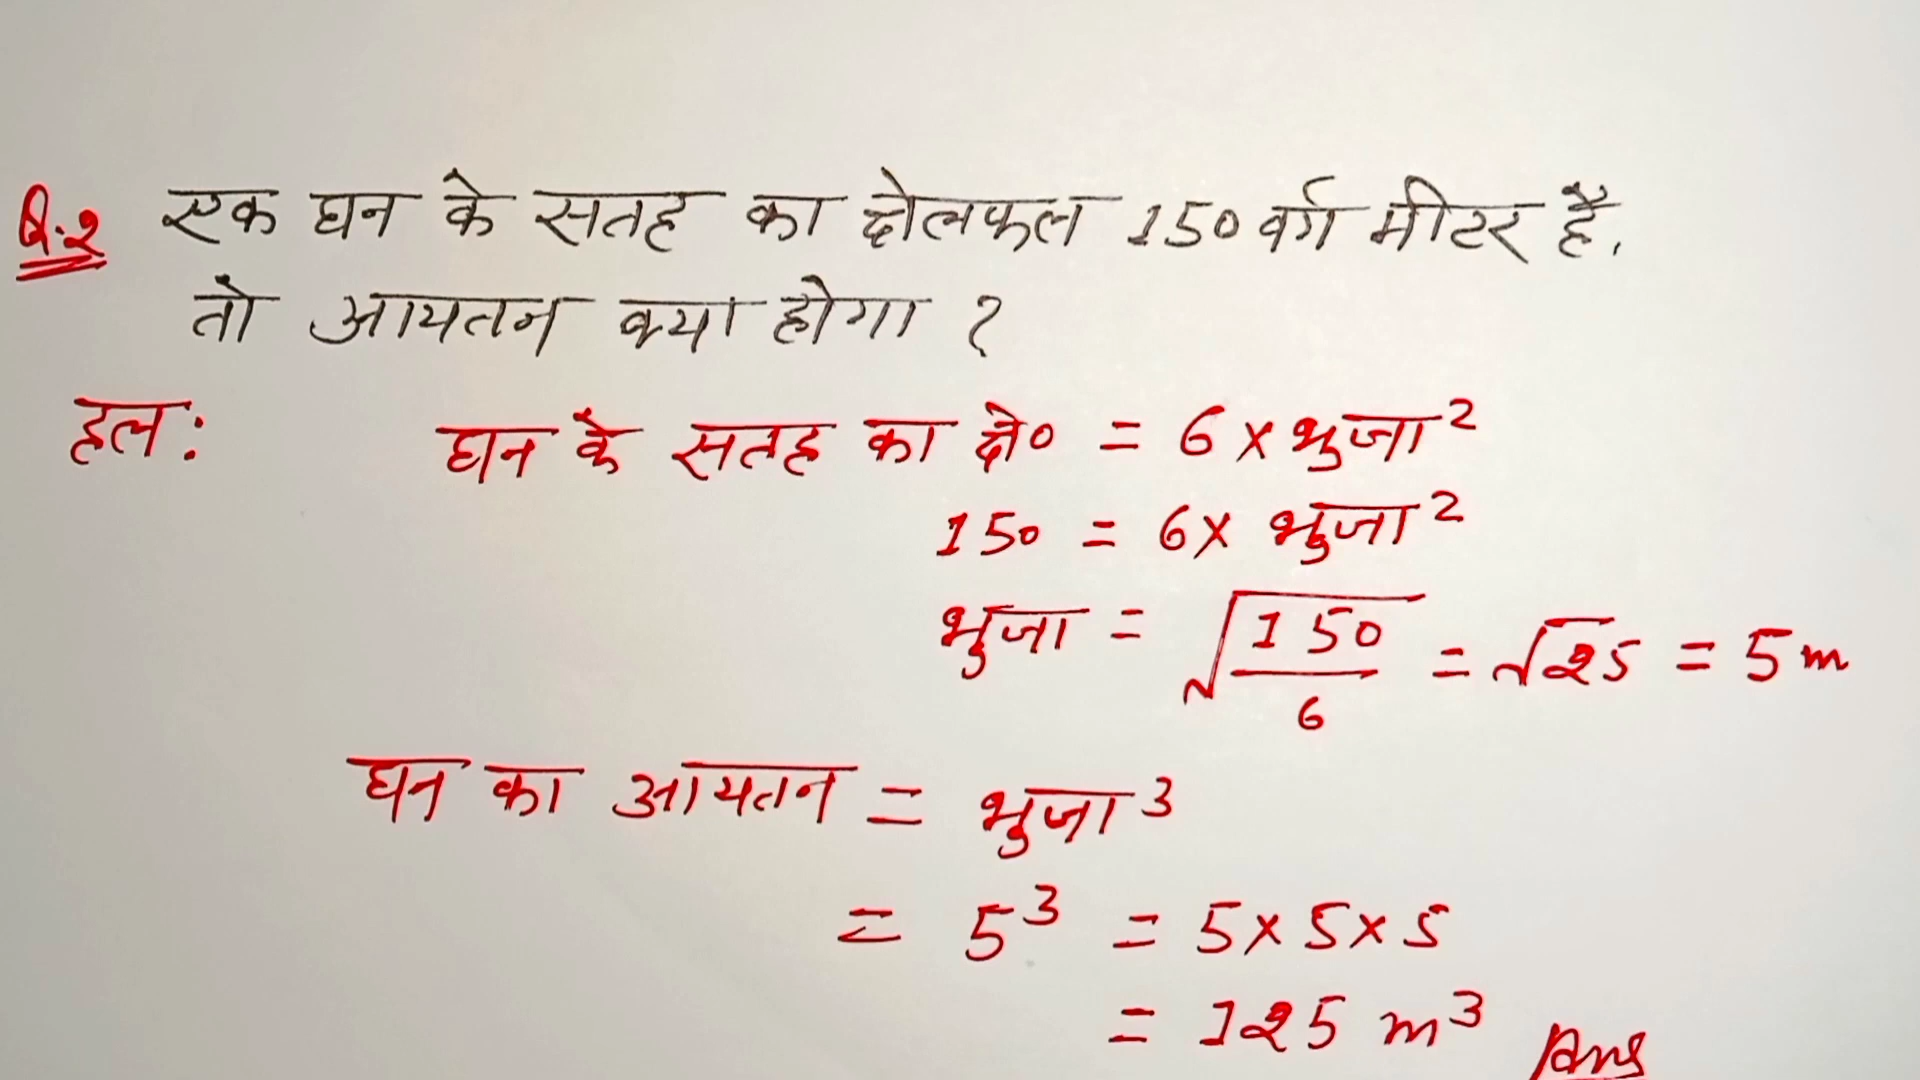 Q.2 एक घन के सतह का क्षेत्रफल 150 वर्ग मीटर है,
तो आयतन क्या होगा ?
हल: घन के सतह का क्षे० = 6 × भुजा²
150 = 6 × भुजा²
भुजा = √(150/6) = √25 = 5 m
घन का आयतन = भुजा³
= 5³ = 5 × 5 × 5
= 125 m³ Ans